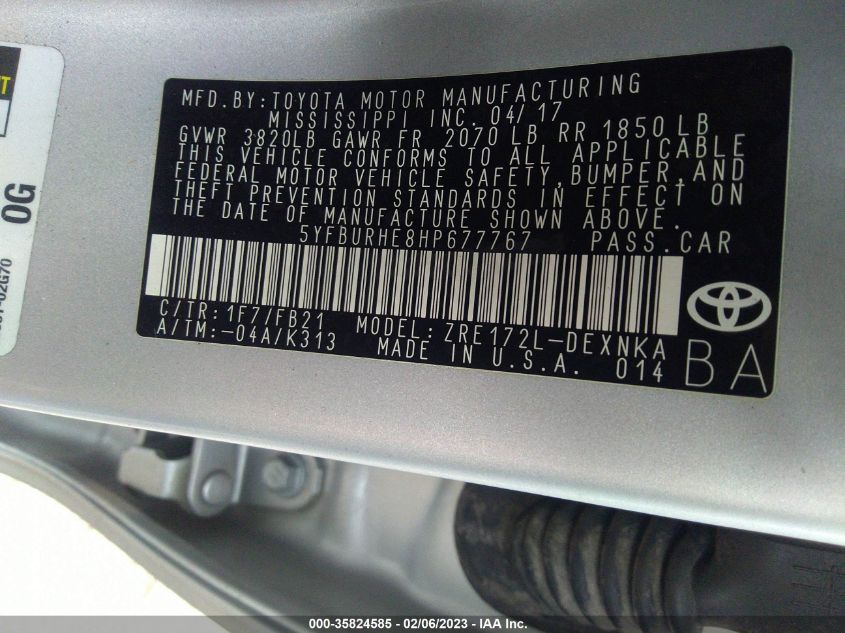 MFD.BY:TOYOTA MOTOR MANUFACTURING
MISSISSIPPI INC. 04/17
GVWR 3820LB GAWR FR 2070 LB RR 1850LB
THIS VEHICLE CONFORMS TO ALL APPLICABLE
FEDERAL MOTOR VEHICLE SAFETY,BUMPER,AND
THEFT PREVENTION STANDARDS IN EFFECT ON
THE DATE OF MANUFACTURE SHOWN ABOVE.
5YFBURHE8HP677767 PASS.CAR
C/TR:1F7/FB21 MODEL:ZRE172L-DEXNKA
A/TM:-04A/K313 MADE IN U.S.A. 014
BA
0G
000-35824585 - 02/06/2023 - IAA Inc.